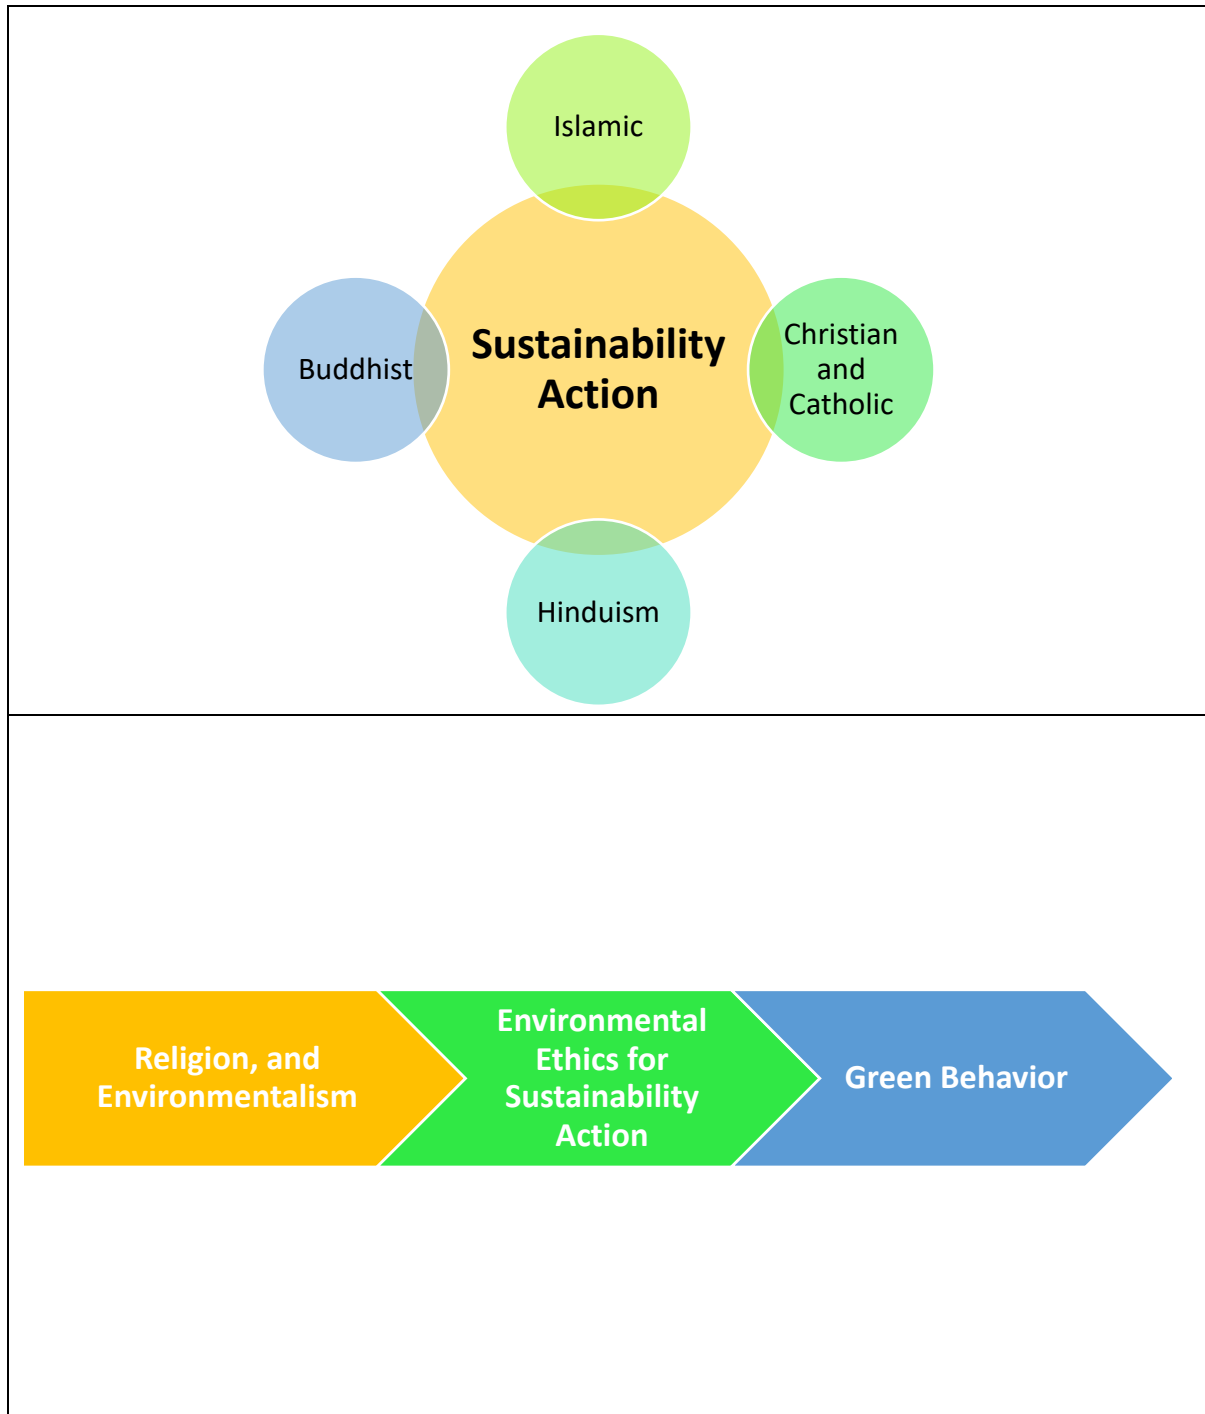 Islamic
Buddhist
Sustainability
Action
Christian
and
Catholic
Hinduism
Religion, and
Environmentalism
Environmental
Ethics for
Sustainability
Action
Green Behavior